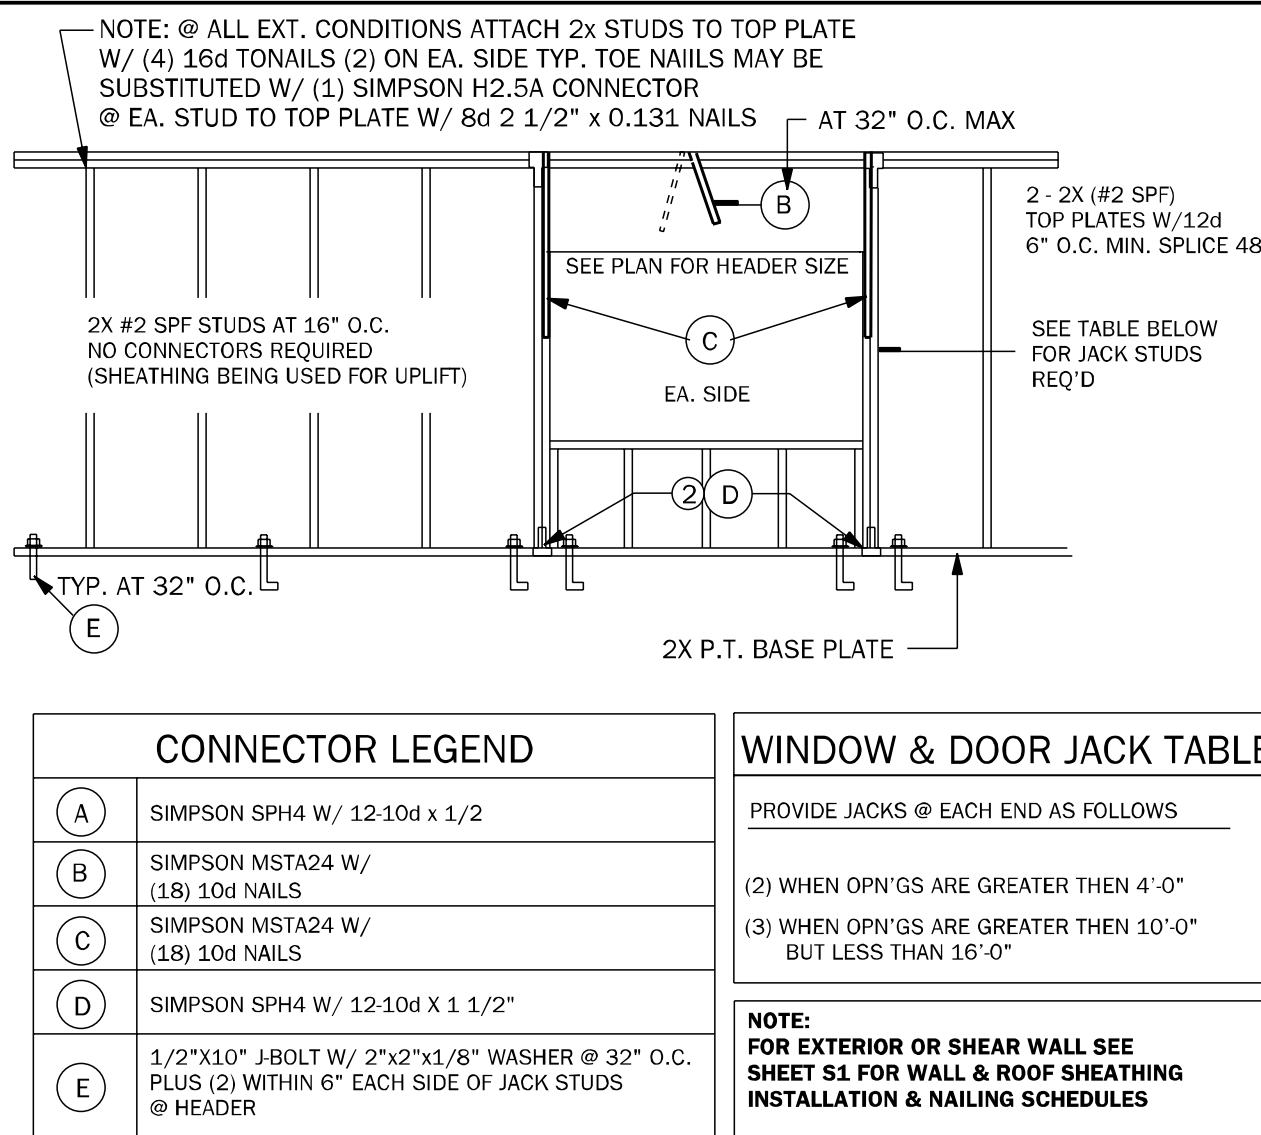 NOTE: @ ALL EXT. CONDITIONS ATTACH 2x STUDS TO TOP PLATE
W/ (4) 16d TONAILS (2) ON EA. SIDE TYP. TOE NAIILS MAY BE
SUBSTITUTED W/ (1) SIMPSON H2.5A CONNECTOR
@ EA. STUD TO TOP PLATE W/ 8d 2 1/2" x 0.131 NAILS
AT 32" O.C. MAX
B
2 - 2X (#2 SPF)
TOP PLATES W/12d
6" O.C. MIN. SPLICE 48
SEE PLAN FOR HEADER SIZE
2X #2 SPF STUDS AT 16" O.C.
NO CONNECTORS REQUIRED
(SHEATHING BEING USED FOR UPLIFT)
C
EA. SIDE
SEE TABLE BELOW
FOR JACK STUDS
REQ'D
2 D
TYP. AT 32" O.C.
E
2X P.T. BASE PLATE
CONNECTOR LEGEND
A
SIMPSON SPH4 W/ 12-10d x 1/2
B
SIMPSON MSTA24 W/
(18) 10d NAILS
C
SIMPSON MSTA24 W/
(18) 10d NAILS
D
SIMPSON SPH4 W/ 12-10d X 1 1/2"
E
1/2"X10" J-BOLT W/ 2"x2"x1/8" WASHER @ 32" O.C.
PLUS (2) WITHIN 6" EACH SIDE OF JACK STUDS
@ HEADER
WINDOW & DOOR JACK TABLE
PROVIDE JACKS @ EACH END AS FOLLOWS
(2) WHEN OPN'GS ARE GREATER THEN 4'-0"
(3) WHEN OPN'GS ARE GREATER THEN 10'-0"
BUT LESS THAN 16'-0"
NOTE:
FOR EXTERIOR OR SHEAR WALL SEE
SHEET S1 FOR WALL & ROOF SHEATHING
INSTALLATION & NAILING SCHEDULES